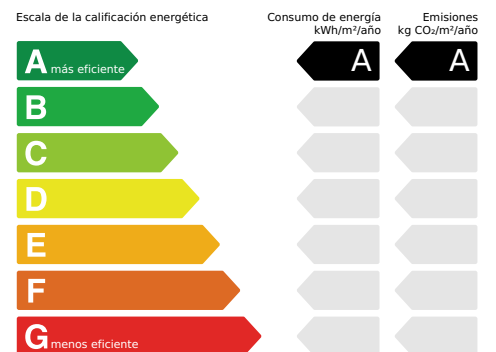 Escala de la calificación energética
Consumo de energía
kWh/m²/año
Emisiones
kg CO₂/m²/año
A más eficiente
A
A
B
C
D
E
F
G menos eficiente